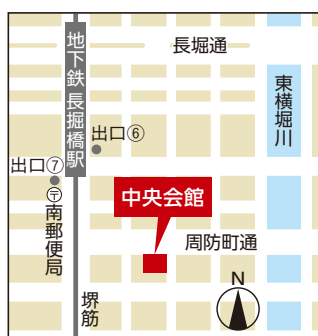 長堀通
地下鉄長堀橋駅
東横堀川
出口⑥
出口⑦
〶南郵便局
中央会館
周防町通
堺筋
N